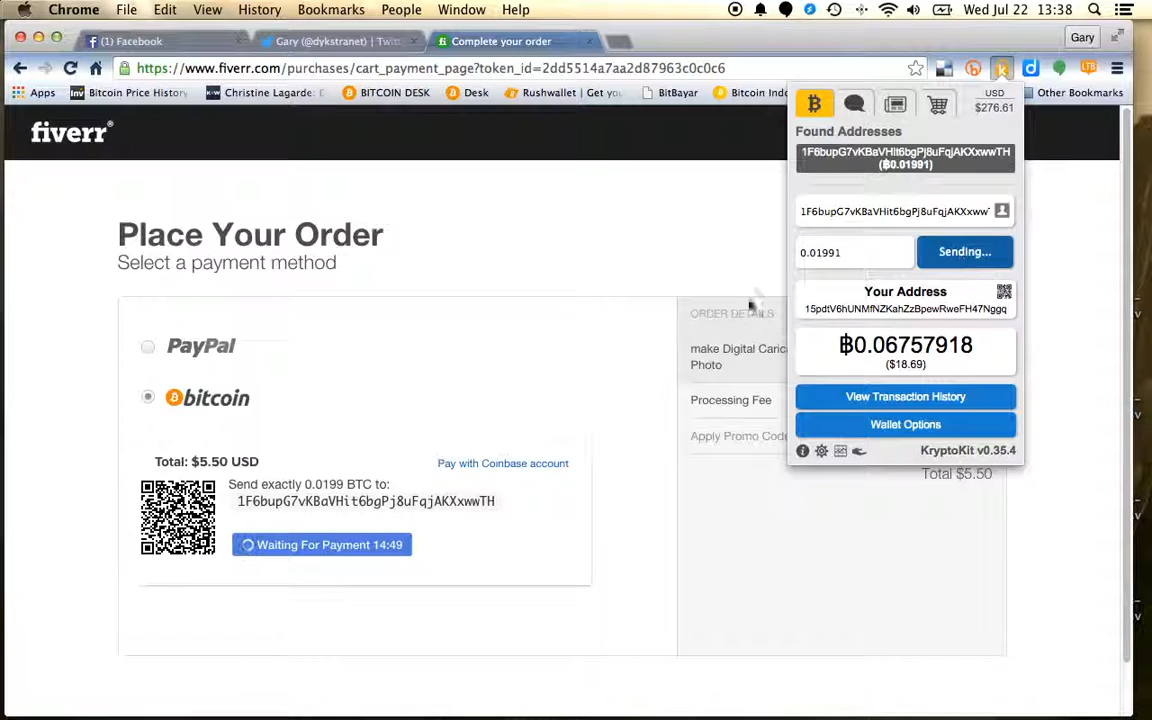 Chrome File Edit View History Bookmarks People Window Help Wed Jul 22 13:38
(1) Facebook Gary (@dykstranet) | Twitt Complete your order Gary
https://www.fiverr.com/purchases/cart_payment_page?token_id=2dd5514a7aa2d87963c0c0c6
Apps Bitcoin Price History Christine Lagarde: BITCOIN DESK Desk Rushwallet | Get you BitBayar Bitcoin Ind Other Bookmarks
fiverr®
USD
$276.61
Found Addresses
1F6bupG7vKBaVHit6bgPj8uFqjAKXxwwTH
(฿0.01991)
1F6bupG7vKBaVHit6bgPj8uFqjAKXxww
0.01991 Sending...
Your Address
15pdtV6hUNMfNZKahZzBpewRweFH47Nggq
฿0.06757918
($18.69)
View Transaction History
Wallet Options
KryptoKit v0.35.4
Place Your Order
Select a payment method
PayPal
bitcoin
Total: $5.50 USD
Pay with Coinbase account
Send exactly 0.0199 BTC to:
1F6bupG7vKBaVHit6bgPj8uFqjAKXxwwTH
Waiting For Payment 14:49
ORDER DETAILS
make Digital Caric
Photo
Processing Fee
Apply Promo Code
Total $5.50